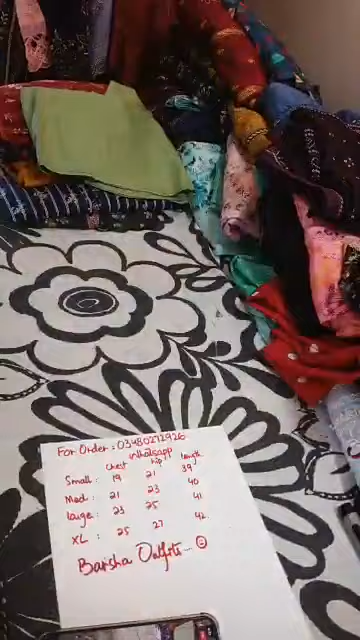 For Order : 03480272926
Whatsapp
chest hip length
Small : 19 21 39
Med : 21 23 40
large : 23 25 41
XL : 25 27 42
Barsha Outfits... ☺